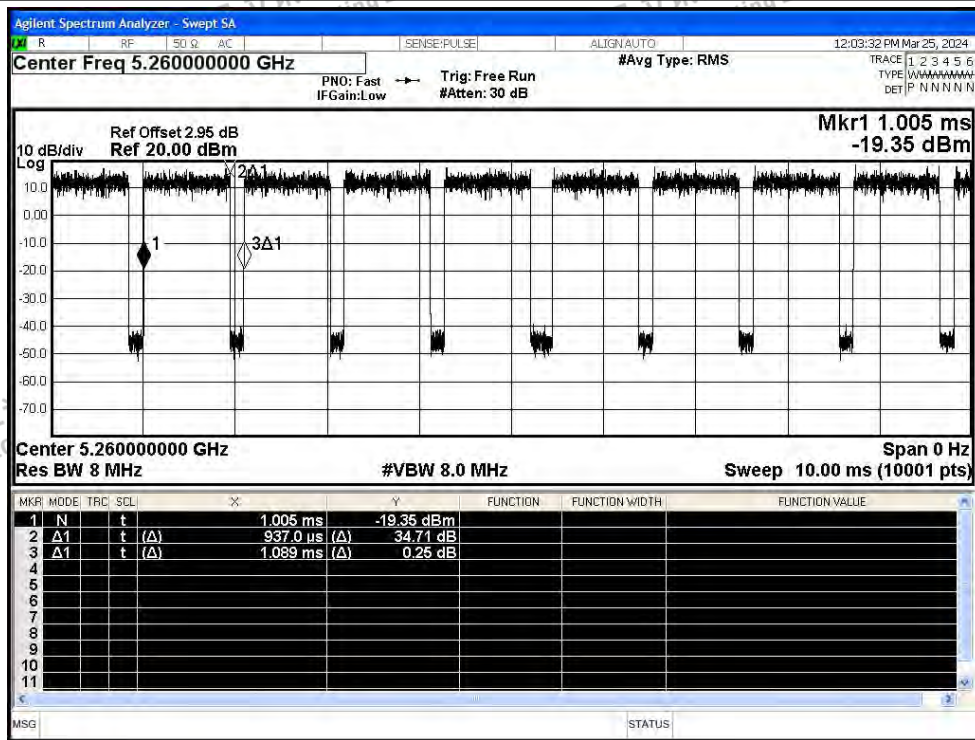 Agilent Spectrum Analyzer - Swept SA
LXI R RF 50 Ω AC SENSE:PULSE ALIGN AUTO 12:03:32 PM Mar 25, 2024
Center Freq 5.260000000 GHz #Avg Type: RMS TRACE 1 2 3 4 5 6
PNO: Fast Trig: Free Run TYPE WWWWWW
IFGain:Low #Atten: 30 dB DET P N N N N N
Mkr1 1.005 ms
Ref Offset 2.95 dB
10 dB/div Ref 20.00 dBm -19.35 dBm
Log
2Δ1
10.0
0.00
-10.0
1 3Δ1
-20.0
-30.0
-40.0
-50.0
-60.0
-70.0
Center 5.260000000 GHz Span 0 Hz
Res BW 8 MHz #VBW 8.0 MHz Sweep 10.00 ms (10001 pts)
MKR MODE TRC SCL X Y FUNCTION FUNCTION WIDTH FUNCTION VALUE
1 N t 1.005 ms -19.35 dBm
2 Δ1 t (Δ) 937.0 µs (Δ) 34.71 dB
3 Δ1 t (Δ) 1.089 ms (Δ) 0.25 dB
4
5
6
7
8
9
10
11
MSG STATUS